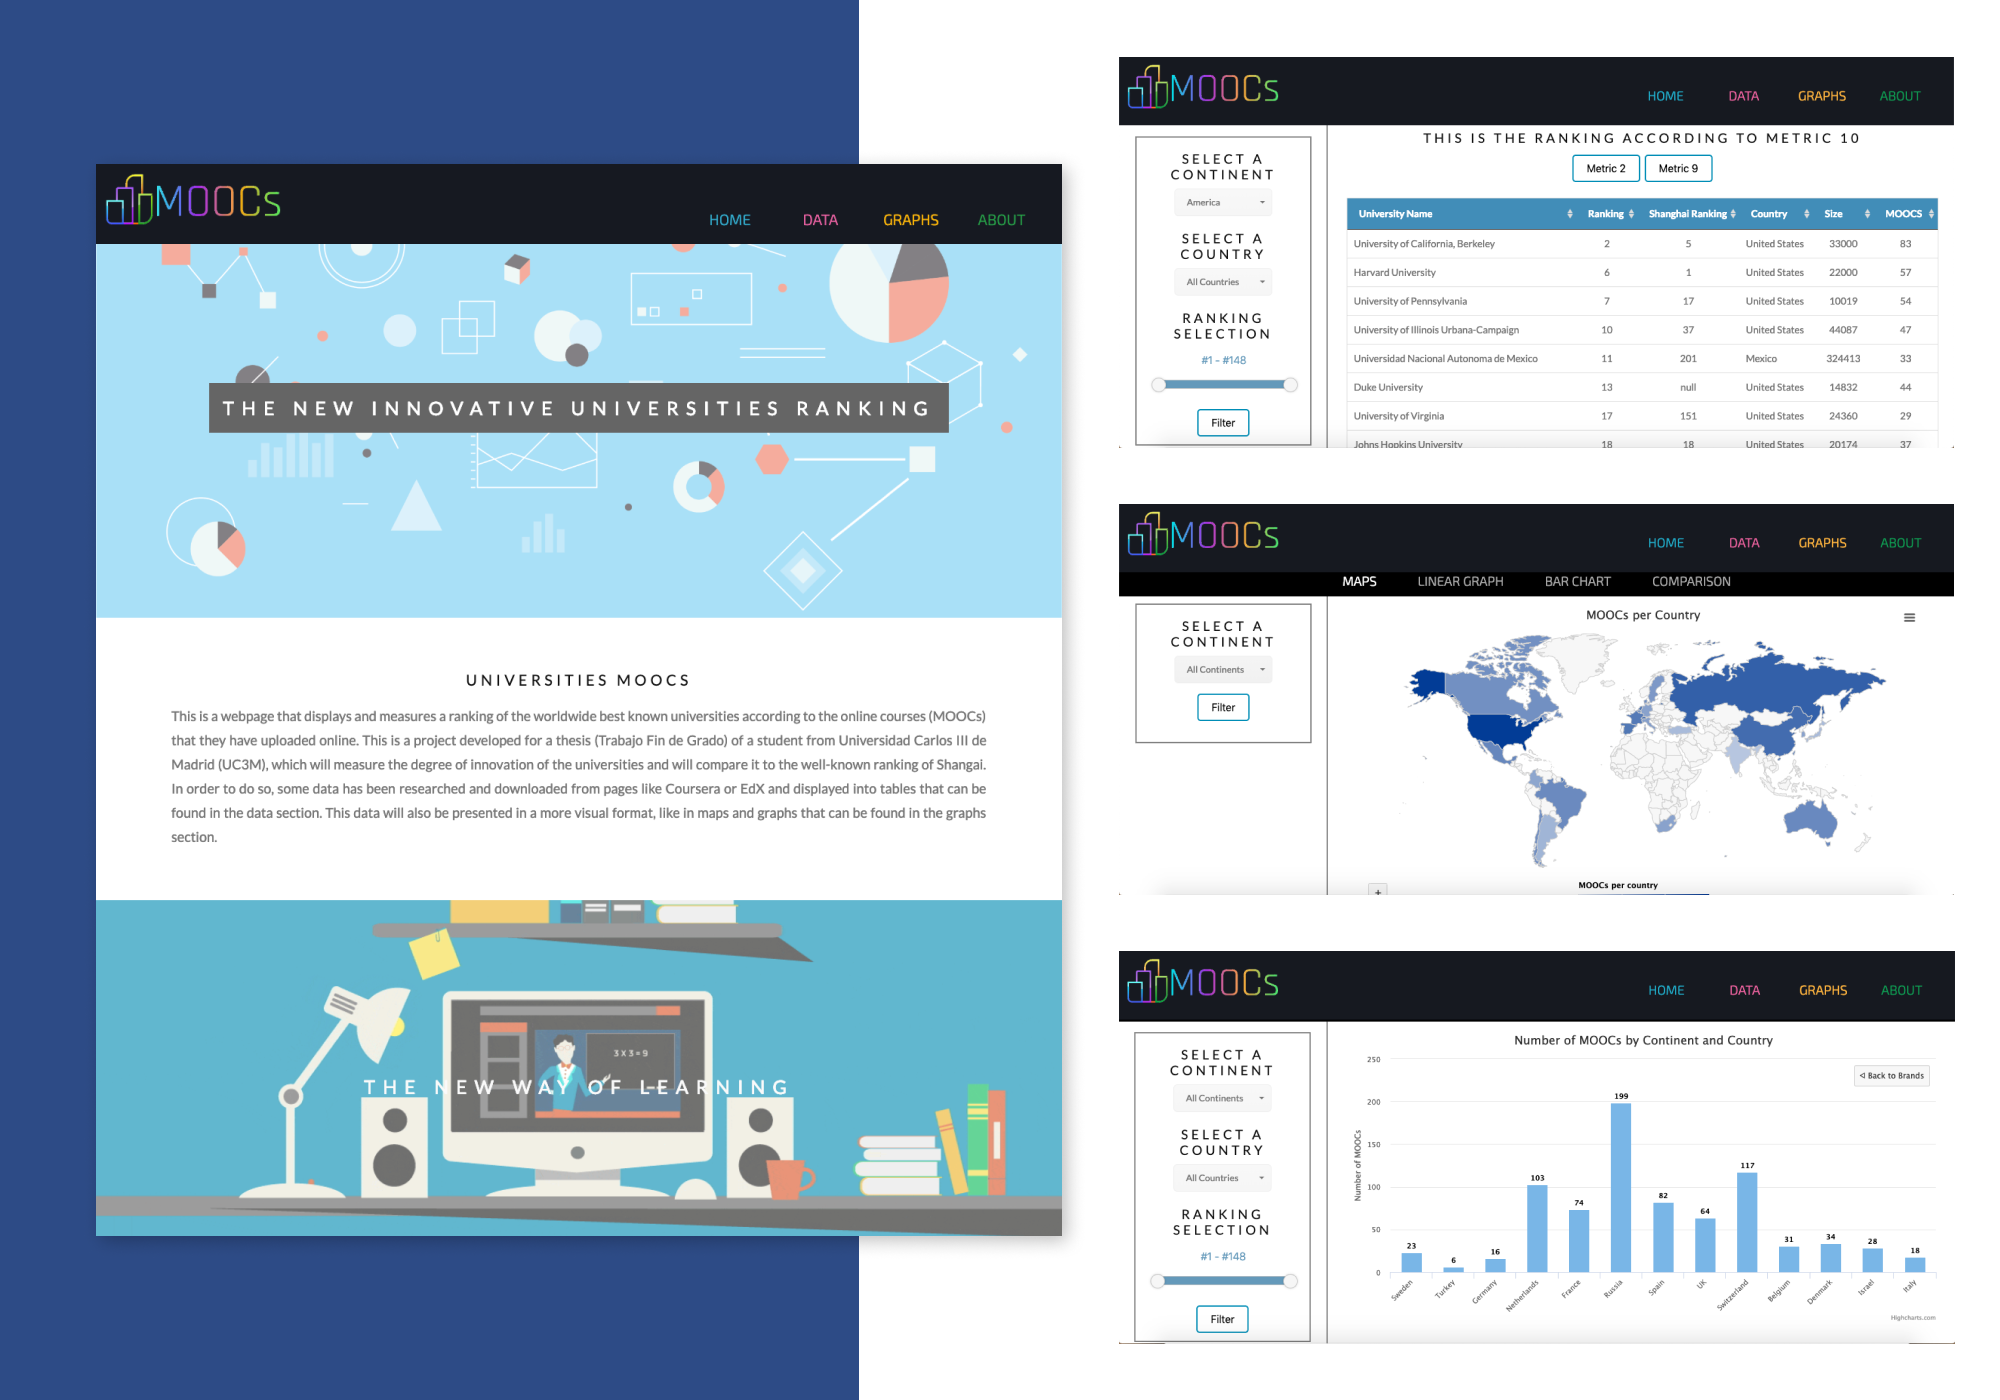 MOOCs
HOME DATA GRAPHS ABOUT
THE NEW INNOVATIVE UNIVERSITIES RANKING
UNIVERSITIES MOOCS
This is a webpage that displays and measures a ranking of the worldwide best known universities according to the online courses (MOOCs)
that they have uploaded online. This is a project developed for a thesis (Trabajo Fin de Grado) of a student from Universidad Carlos III de
Madrid (UC3M), which will measure the degree of innovation of the universities and will compare it to the well-known ranking of Shangai.
In order to do so, some data has been researched and downloaded from pages like Coursera or EdX and displayed into tables that can be
found in the data section. This data will also be presented in a more visual format, like in maps and graphs that can be found in the graphs
section.
3X3=9
THE NEW WAY OF LEARNING
MOOCs
HOME DATA GRAPHS ABOUT
SELECT A
CONTINENT
America
SELECT A
COUNTRY
All Countries
RANKING
SELECTION
#1 - #148
Filter
THIS IS THE RANKING ACCORDING TO METRIC 10
Metric 2 Metric 9
University Name Ranking Shanghai Ranking Country Size MOOCS
University of California, Berkeley 2 5 United States 33000 83
Harvard University 6 1 United States 22000 57
University of Pennsylvania 7 17 United States 10019 54
University of Illinois Urbana-Campaign 10 37 United States 44087 47
Universidad Nacional Autonoma de Mexico 11 201 Mexico 324413 33
Duke University 13 null United States 14832 44
University of Virginia 17 151 United States 24360 29
Johns Hopkins University 18 18 United States 20174 37
MOOCs
HOME DATA GRAPHS ABOUT
MAPS LINEAR GRAPH BAR CHART COMPARISON
SELECT A
CONTINENT
All Continents
Filter
MOOCs per Country
+
MOOCs per country
MOOCs
HOME DATA GRAPHS ABOUT
SELECT A
CONTINENT
All Continents
SELECT A
COUNTRY
All Countries
RANKING
SELECTION
#1 - #148
Filter
Number of MOOCs by Continent and Country
Back to Brands
Number of MOOCs
250
200
150
100
50
0
23 6 16 103 74 199 82 64 117 31 34 28 18
Sweden Turkey Germany Netherlands France Russia Spain UK Switzerland Belgium Denmark Israel Italy
Highcharts.com